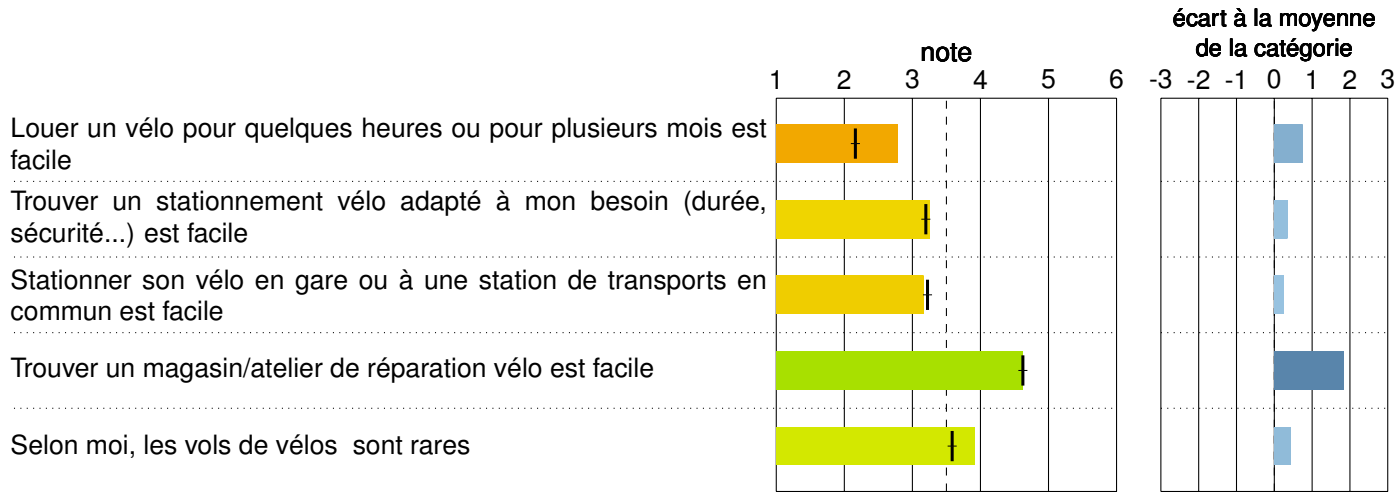 écart à la moyenne
de la catégorie
note
1 2 3 4 5 6
-3 -2 -1 0 1 2 3
Louer un vélo pour quelques heures ou pour plusieurs mois est
facile
Trouver un stationnement vélo adapté à mon besoin (durée,
sécurité...) est facile
Stationner son vélo en gare ou à une station de transports en
commun est facile
Trouver un magasin/atelier de réparation vélo est facile
Selon moi, les vols de vélos  sont rares